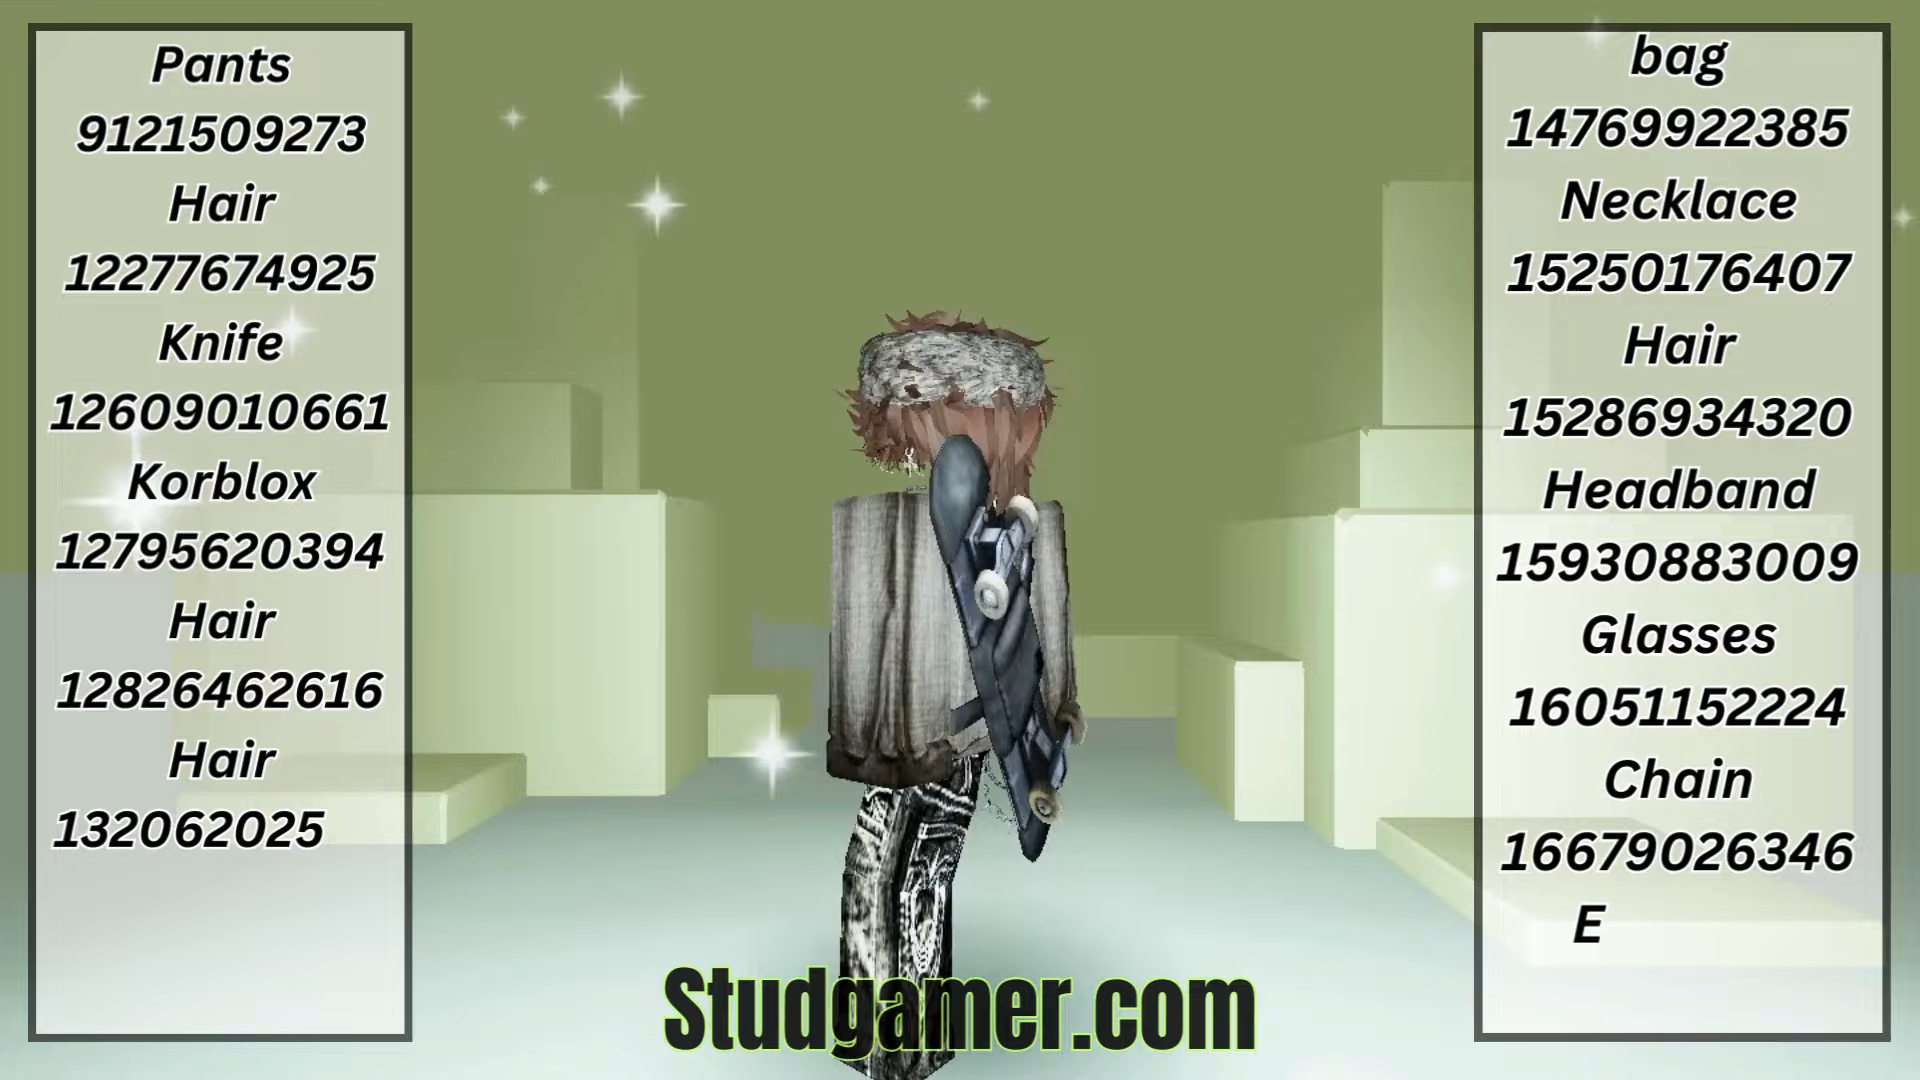 Pants
9121509273
Hair
12277674925
Knife
12609010661
Korblox
12795620394
Hair
12826462616
Hair
132062025
bag
14769922385
Necklace
15250176407
Hair
15286934320
Headband
15930883009
Glasses
16051152224
Chain
16679026346
E
Studgamer.com